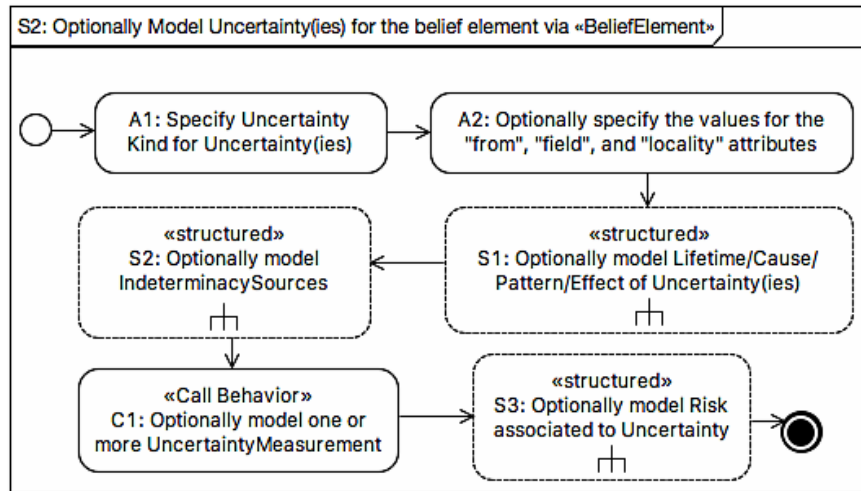 S2: Optionally Model Uncertainty(ies) for the belief element via «BeliefElement»
A1: Specify Uncertainty
Kind for Uncertainty(ies)
A2: Optionally specify the values for the
"from", "field", and "locality" attributes
«structured»
S2: Optionally model
IndeterminacySources
«structured»
S1: Optionally model Lifetime/Cause/
Pattern/Effect of Uncertainty(ies)
«Call Behavior»
C1: Optionally model one or
more UncertaintyMeasurement
«structured»
S3: Optionally model Risk
associated to Uncertainty